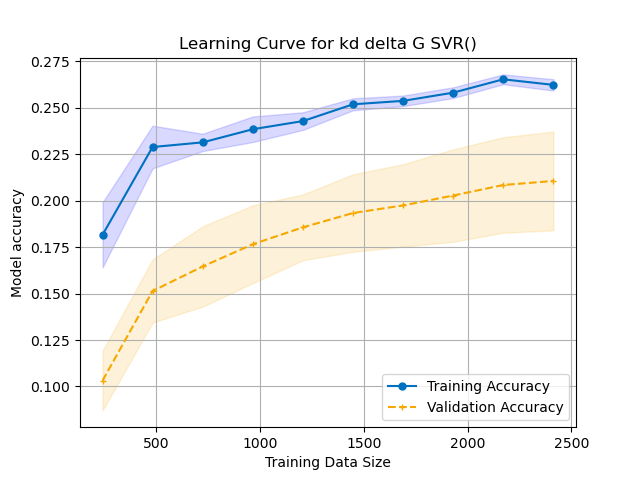 Learning Curve for kd delta G SVR()
Model accuracy
0.275
0.250
0.225
0.200
0.175
0.150
0.125
0.100
Training Accuracy
Validation Accuracy
500
1000
1500
2000
2500
Training Data Size